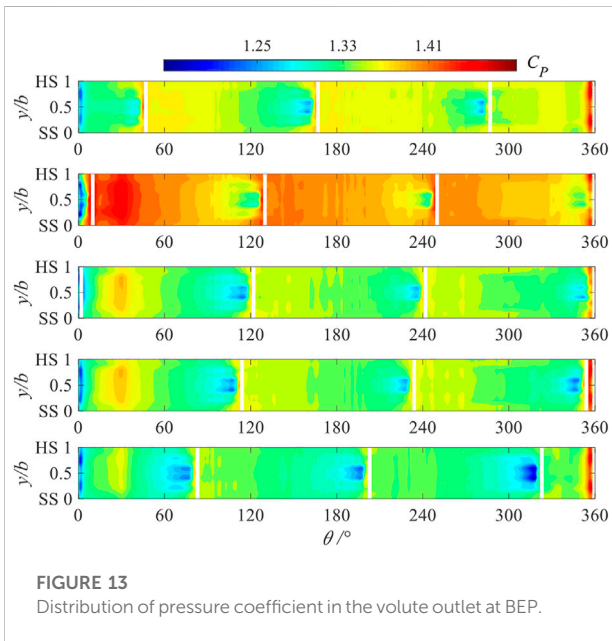 1.25 1.33 1.41 C_P
HS 1
y/b 0.5
SS 0
0 60 120 180 240 300 360
HS 1
y/b 0.5
SS 0
0 60 120 180 240 300 360
HS 1
y/b 0.5
SS 0
0 60 120 180 240 300 360
HS 1
y/b 0.5
SS 0
0 60 120 180 240 300 360
HS 1
y/b 0.5
SS 0
0 60 120 180 240 300 360
θ /°
FIGURE 13
Distribution of pressure coefficient in the volute outlet at BEP.